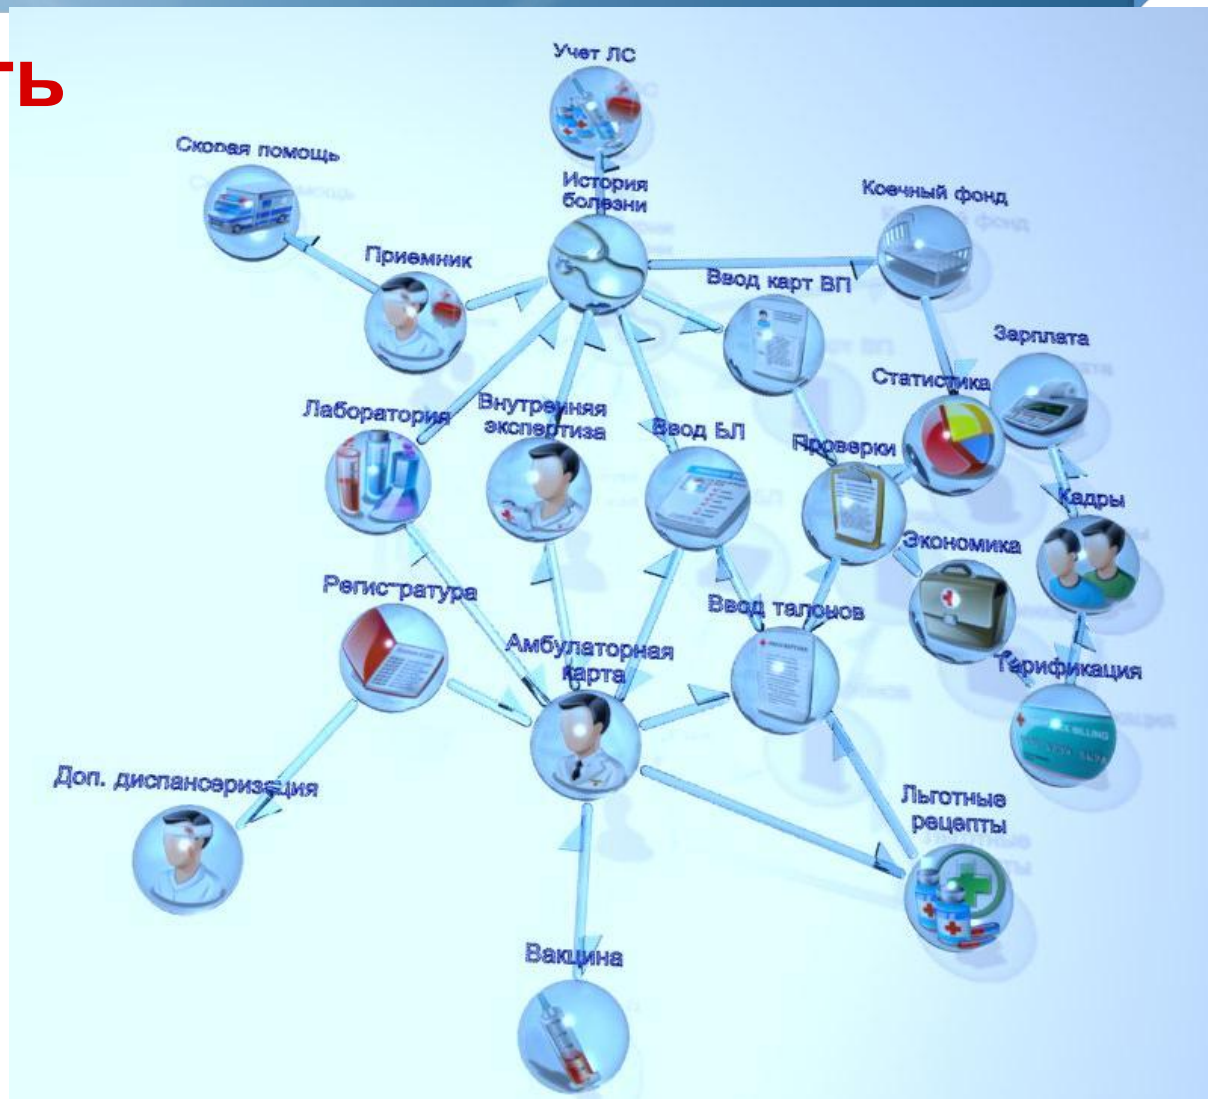 ть
Учет ЛС
Скорая помощь
История
болезни
Коечный фонд
Приемник
Ввод карт ВП
Зарплата
Статистика
Лаборатория
Внутренняя
экспертиза
Ввод БЛ
Проверки
Кадры
Экономика
Регистратура
Ввод талонов
Амбулаторная
карта
Тарификация
Доп. диспансеризация
Льготные
рецепты
Вакцина